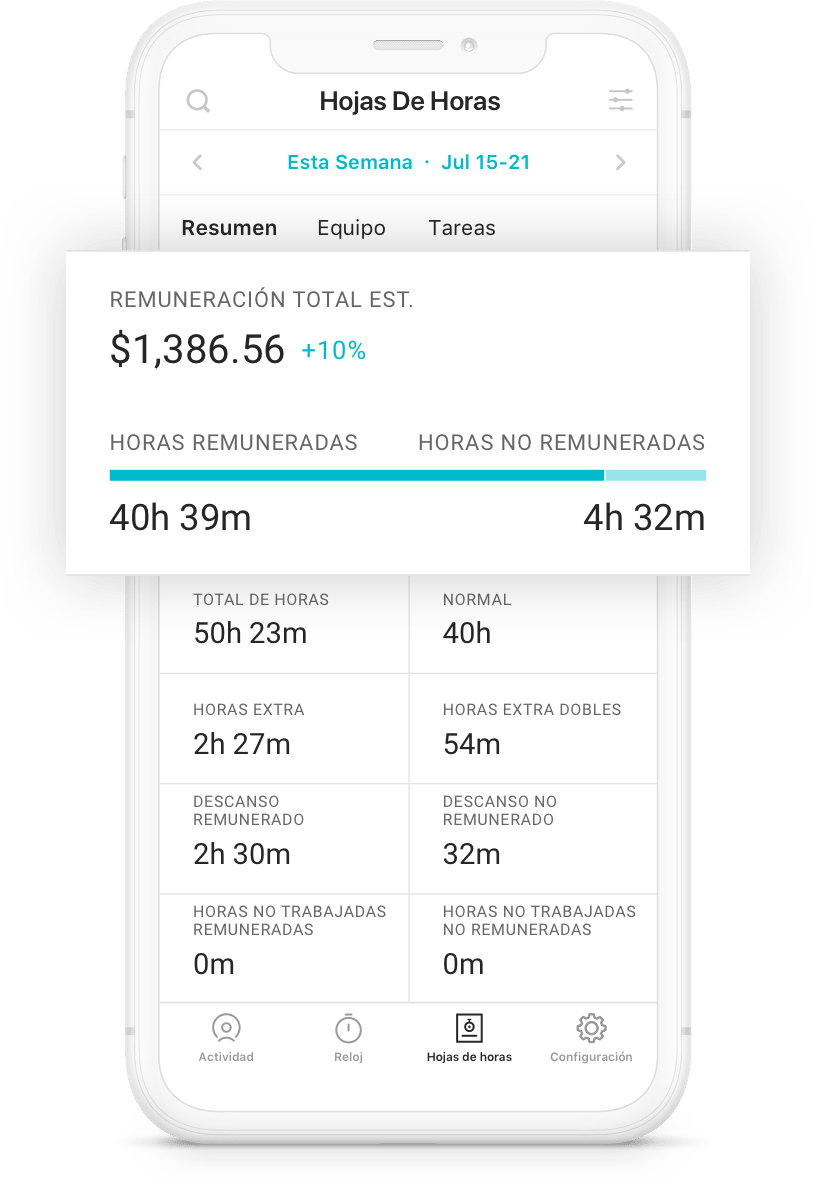 Hojas De Horas
Esta Semana · Jul 15-21
Resumen Equipo Tareas
REMUNERACIÓN TOTAL EST.
$1,386.56 +10%
HORAS REMUNERADAS HORAS NO REMUNERADAS
40h 39m 4h 32m
TOTAL DE HORAS NORMAL
50h 23m 40h
HORAS EXTRA HORAS EXTRA DOBLES
2h 27m 54m
DESCANSO DESCANSO NO
REMUNERADO REMUNERADO
2h 30m 32m
HORAS NO TRABAJADAS HORAS NO TRABAJADAS
REMUNERADAS NO REMUNERADAS
0m 0m
Actividad Reloj Hojas de horas Configuración